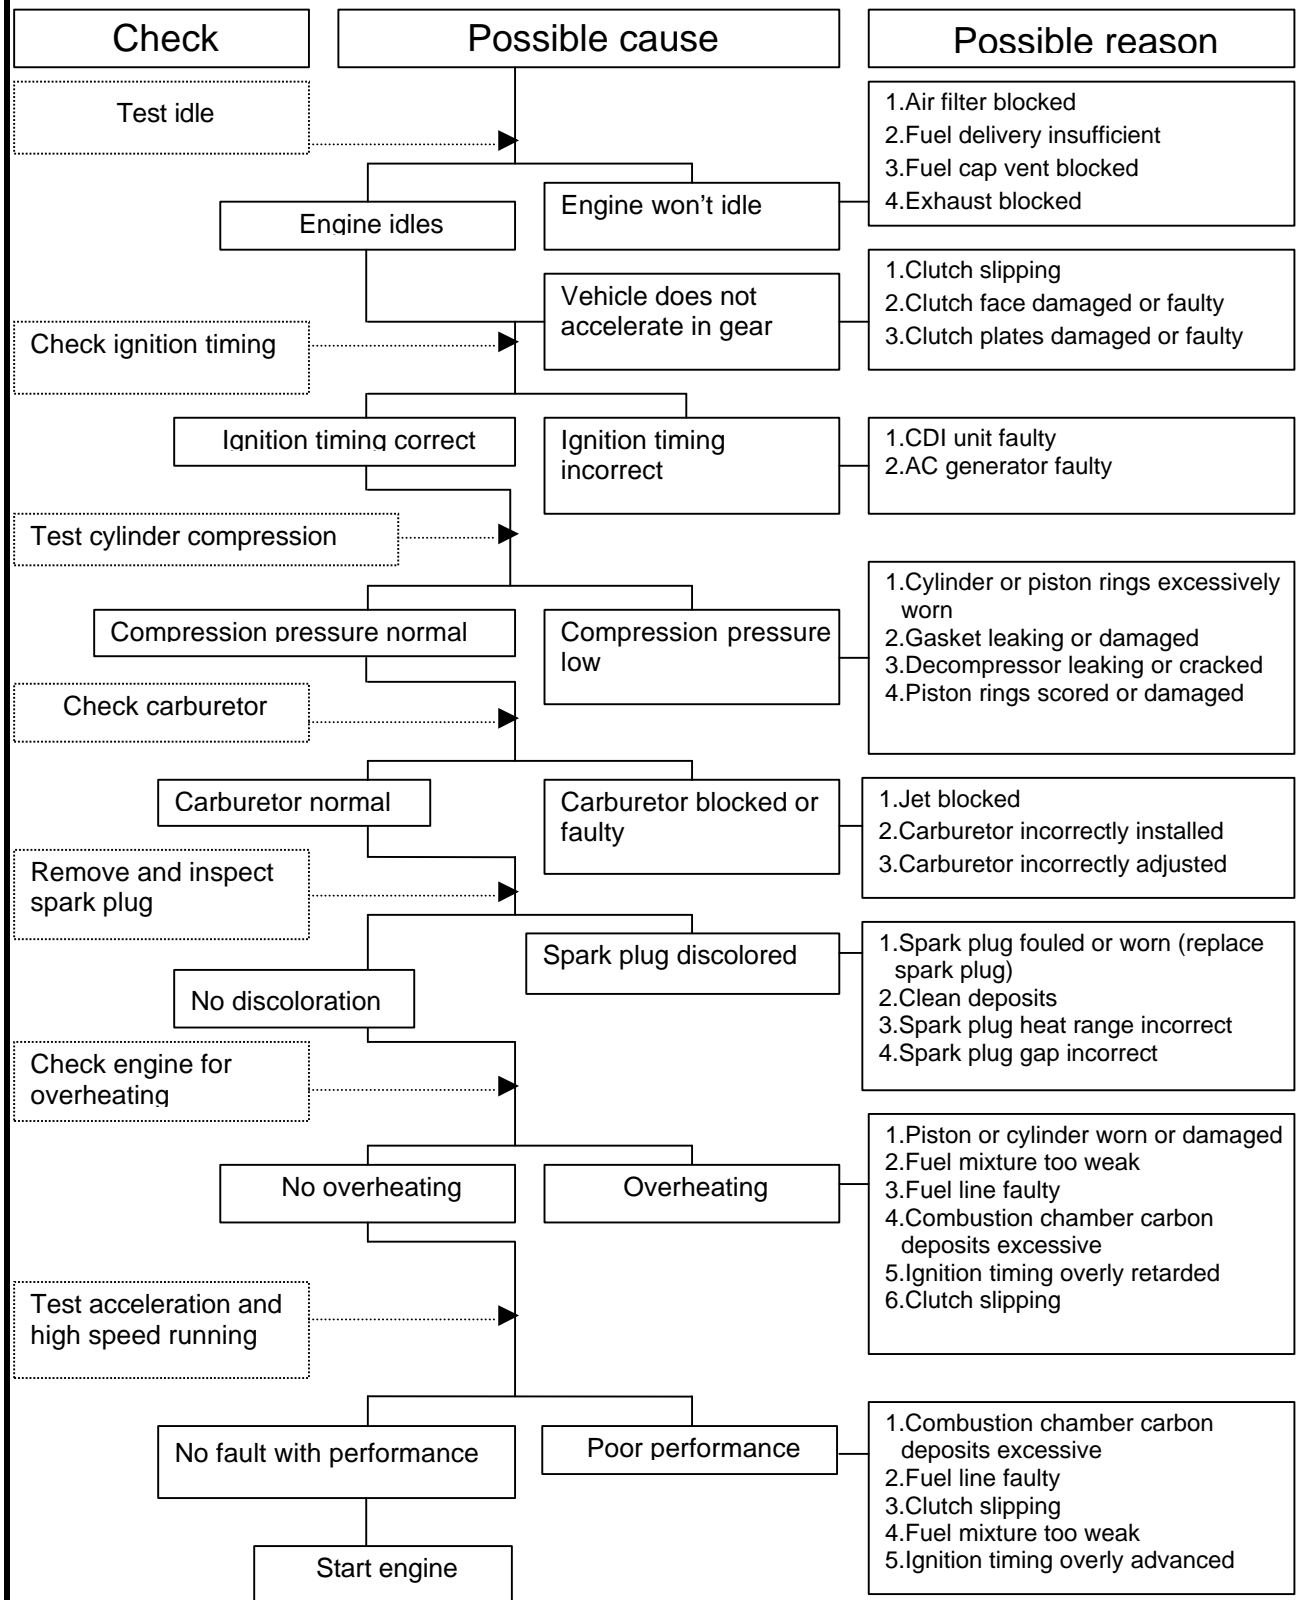 Check
Possible cause
Possible reason
Test idle
1.Air filter blocked
2.Fuel delivery insufficient
3.Fuel cap vent blocked
4.Exhaust blocked
Engine idles
Engine won't idle
Vehicle does not
accelerate in gear
1.Clutch slipping
2.Clutch face damaged or faulty
3.Clutch plates damaged or faulty
Check ignition timing
Ignition timing correct
Ignition timing
incorrect
1.CDI unit faulty
2.AC generator faulty
Test cylinder compression
Compression pressure normal
Compression pressure
low
1.Cylinder or piston rings excessively
worn
2.Gasket leaking or damaged
3.Decompressor leaking or cracked
4.Piston rings scored or damaged
Check carburetor
Carburetor normal
Carburetor blocked or
faulty
1.Jet blocked
2.Carburetor incorrectly installed
3.Carburetor incorrectly adjusted
Remove and inspect
spark plug
No discoloration
Spark plug discolored
1.Spark plug fouled or worn (replace
spark plug)
2.Clean deposits
3.Spark plug heat range incorrect
4.Spark plug gap incorrect
Check engine for
overheating
No overheating
Overheating
1.Piston or cylinder worn or damaged
2.Fuel mixture too weak
3.Fuel line faulty
4.Combustion chamber carbon
deposits excessive
5.Ignition timing overly retarded
6.Clutch slipping
Test acceleration and
high speed running
No fault with performance
Poor performance
1.Combustion chamber carbon
deposits excessive
2.Fuel line faulty
3.Clutch slipping
4.Fuel mixture too weak
5.Ignition timing overly advanced
Start engine